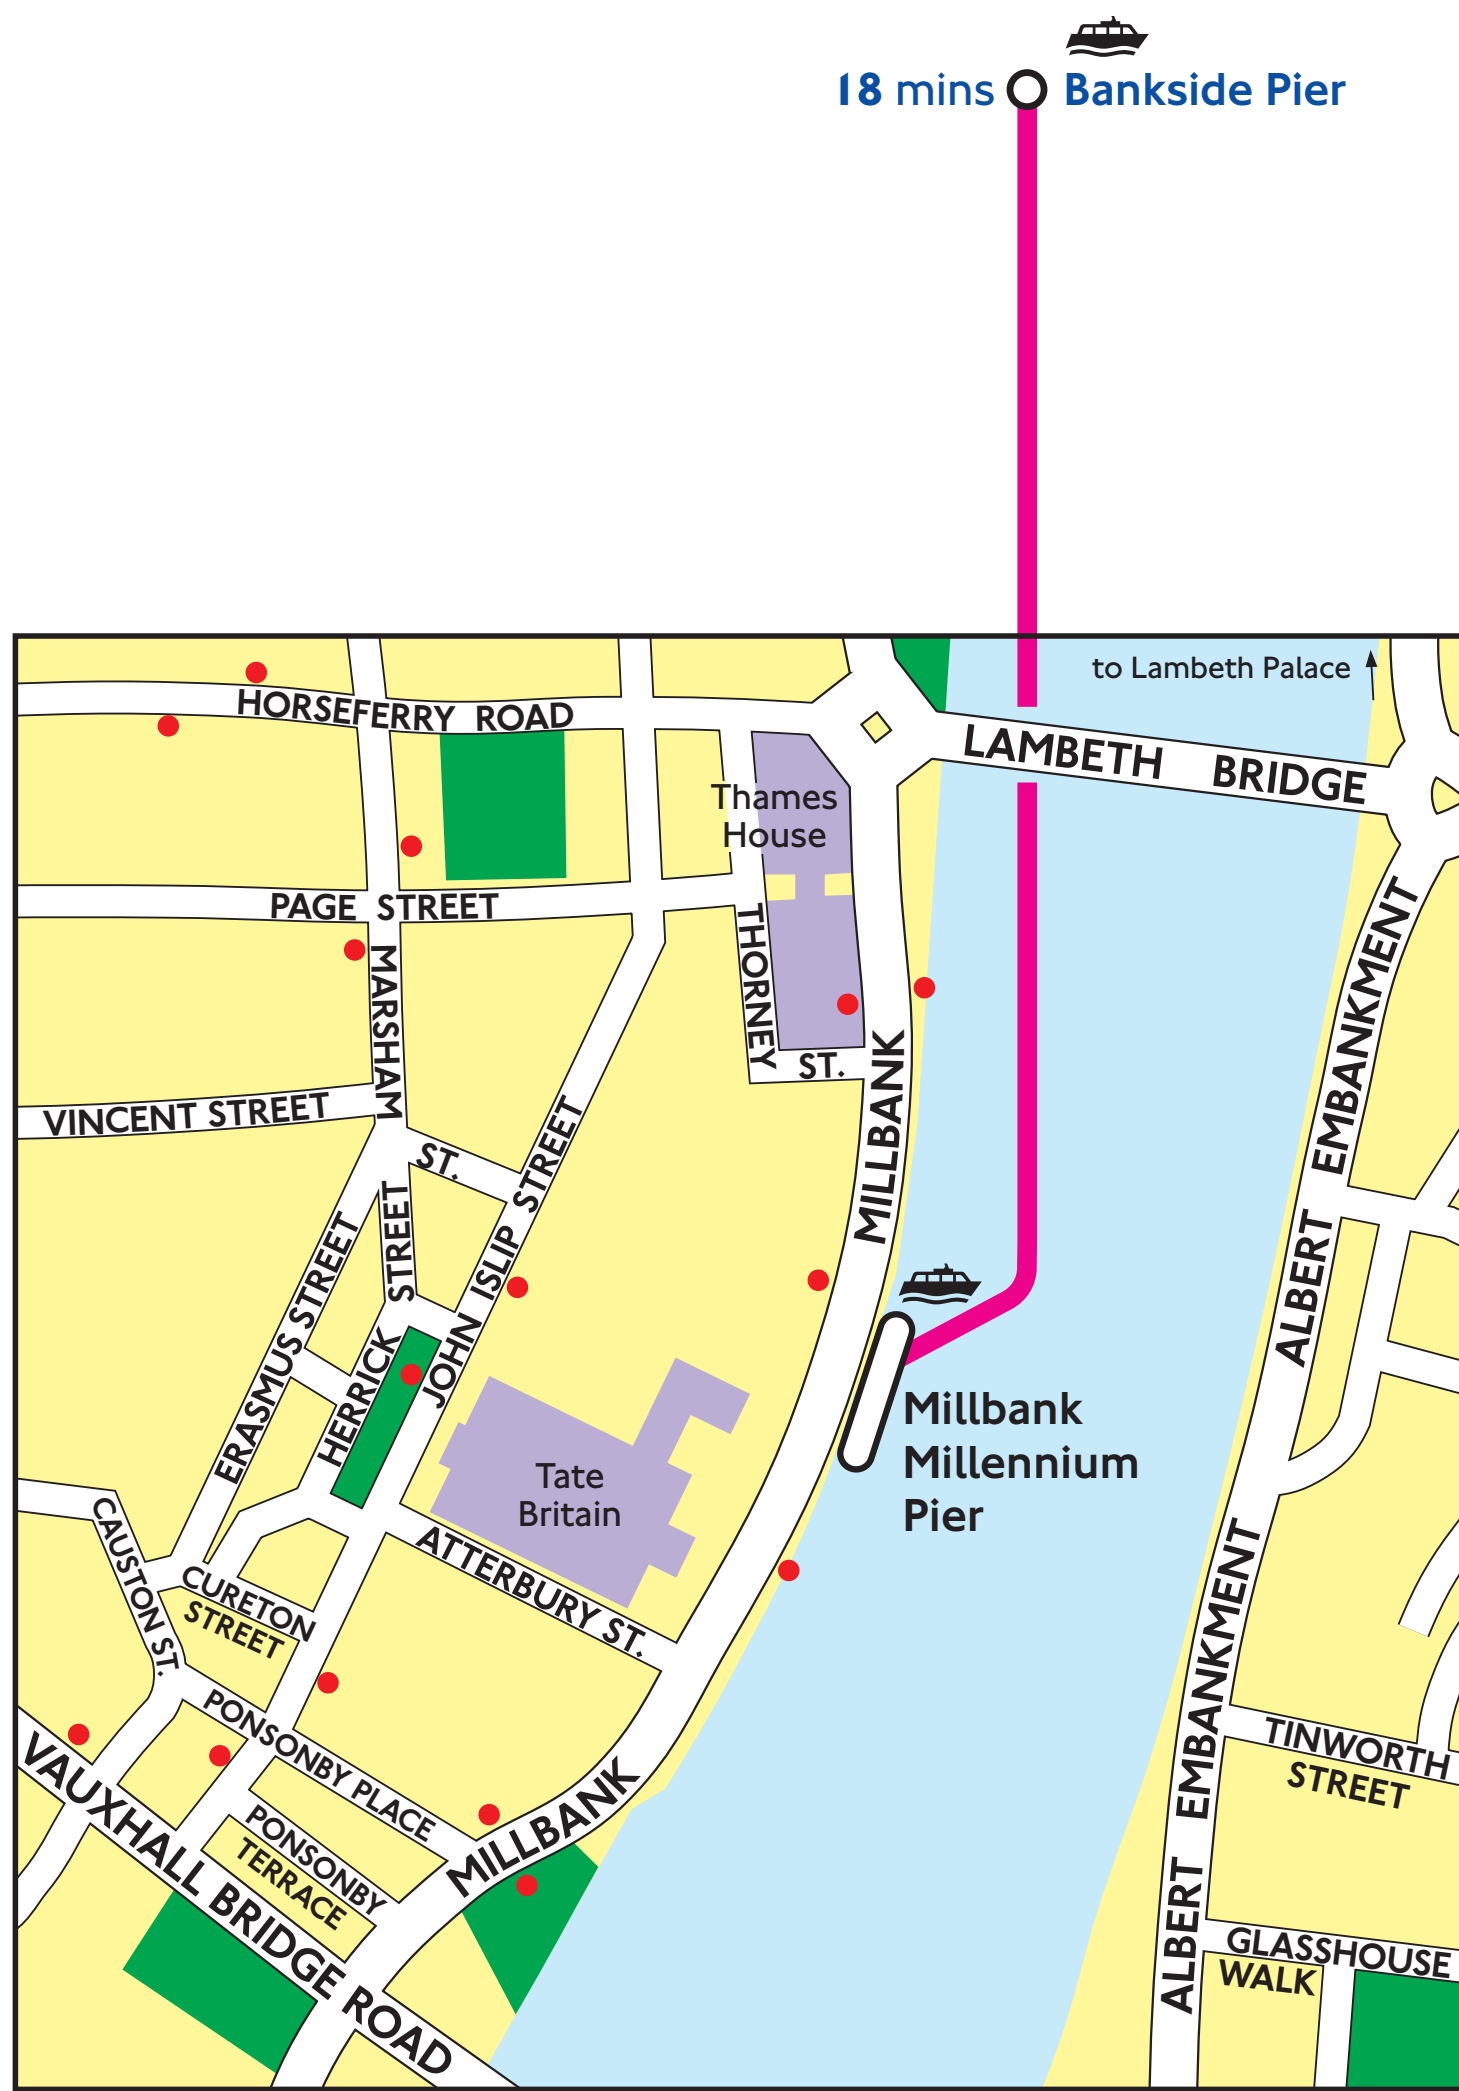 18 mins Bankside Pier
to Lambeth Palace
HORSEFERRY ROAD
LAMBETH BRIDGE
Thames
House
PAGE STREET
THORNEY
ST.
MARSHAM
ST.
VINCENT STREET
MILLBANK
ALBERT EMBANKMENT
JOHN ISLIP STREET
ERASMUS STREET
HERRICK STREET
Millbank
Millennium
Pier
Tate
Britain
ATTERBURY ST.
CAUSTON ST.
CURETON
STREET
PONSONBY PLACE
PONSONBY
TERRACE
MILLBANK
VAUXHALL BRIDGE ROAD
ALBERT EMBANKMENT
TINWORTH
STREET
ALBERT
GLASSHOUSE
WALK